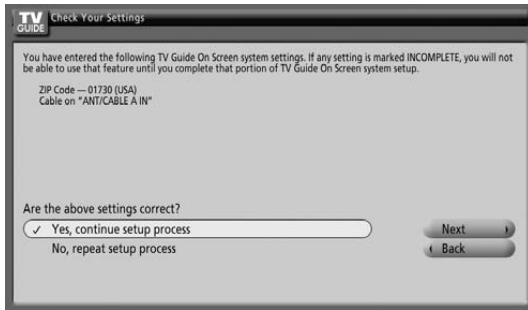 TV
GUIDE
Check Your Settings
You have entered the following TV Guide On Screen system settings. If any setting is marked INCOMPLETE, you will not
be able to use that feature until you complete that portion of TV Guide On Screen system setup.
ZIP Code — 01730 (USA)
Cable on "ANT/CABLE A IN"
Are the above settings correct?
✓ Yes, continue setup process
Next
No, repeat setup process
Back